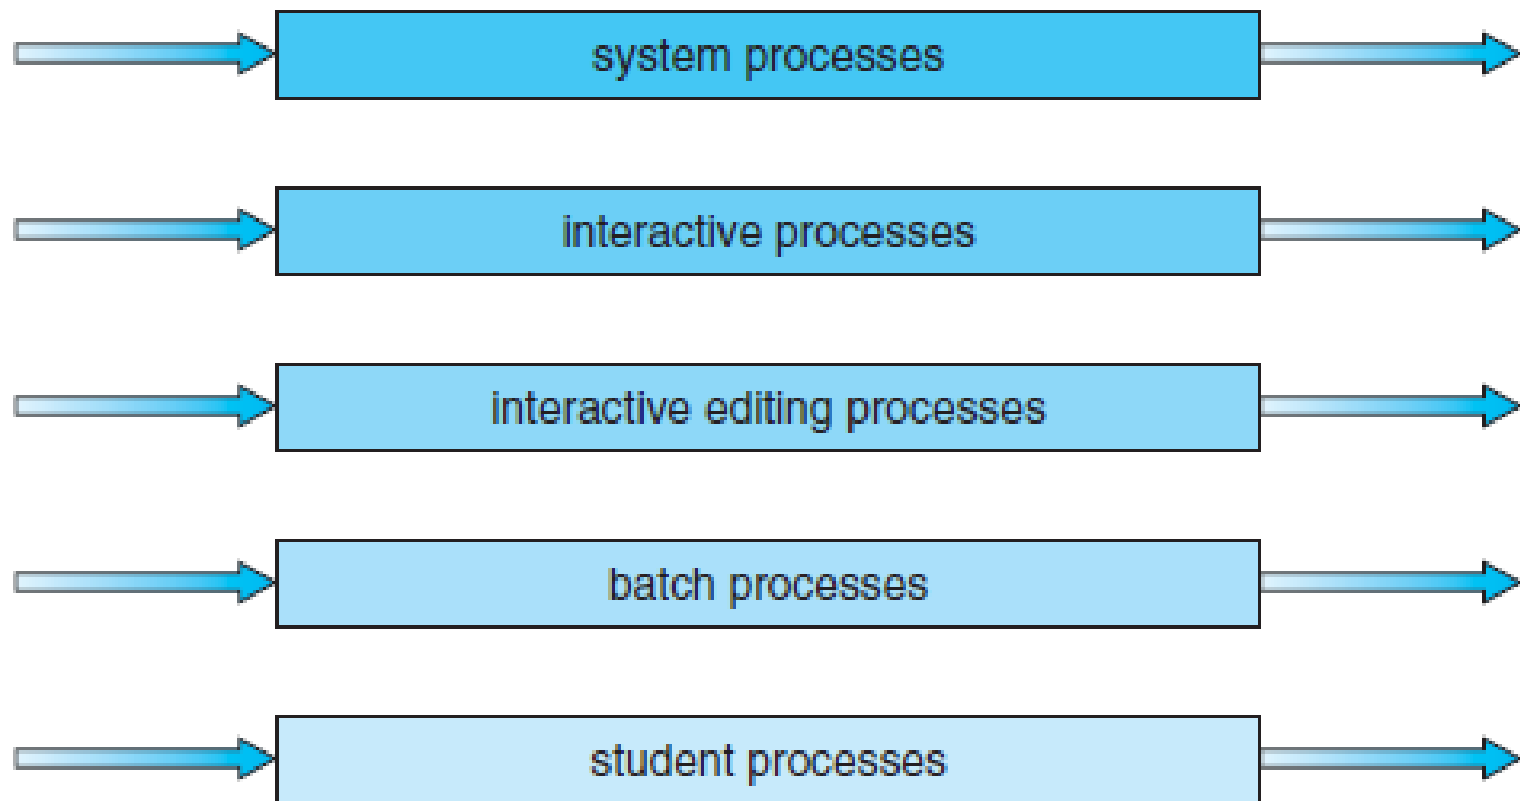 system processes
interactive processes
interactive editing processes
batch processes
student processes